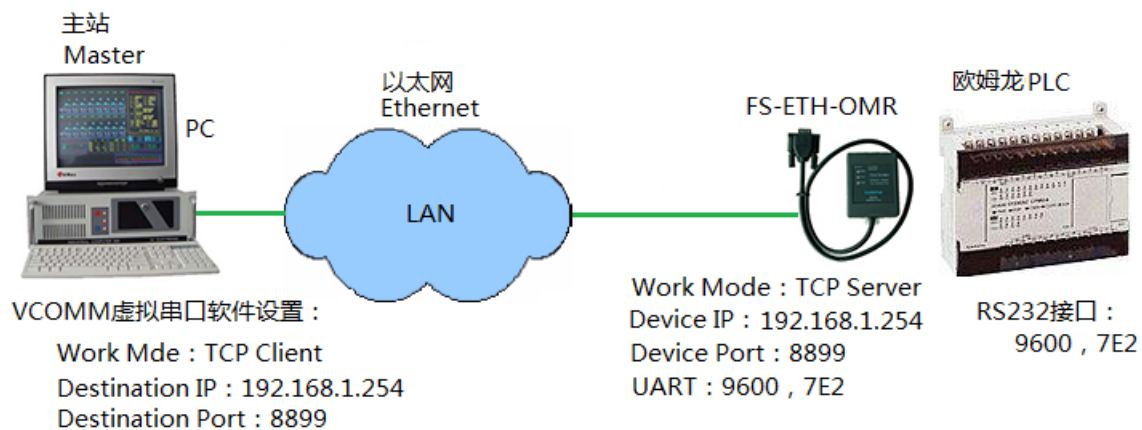 主站
Master
PC
以太网
Ethernet
LAN
FS-ETH-OMR
欧姆龙PLC
VCOMM虚拟串口软件设置：
Work Mde：TCP Client
Destination IP：192.168.1.254
Destination Port：8899
Work Mode：TCP Server
Device IP：192.168.1.254
Device Port：8899
UART：9600，7E2
RS232接口：
9600，7E2